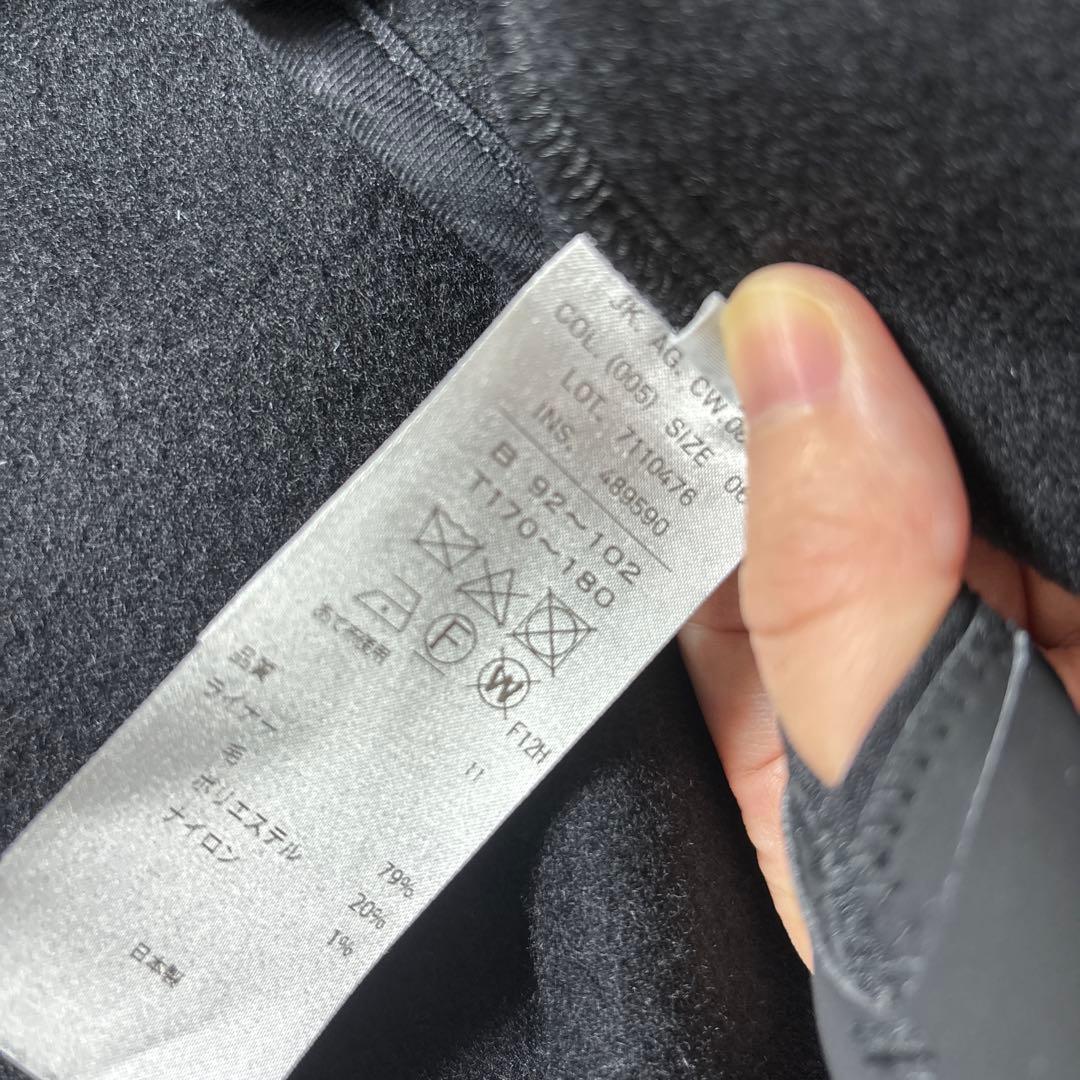 JK. AG. CW.
COL. (005) SIZE
LOT. 7110476
INS. 489590
B 92～102
T170～180
F
W
あて布使用
F12H
11
品質
ライナー
毛 79%
ポリエステル 20%
ナイロン 1%
日本製